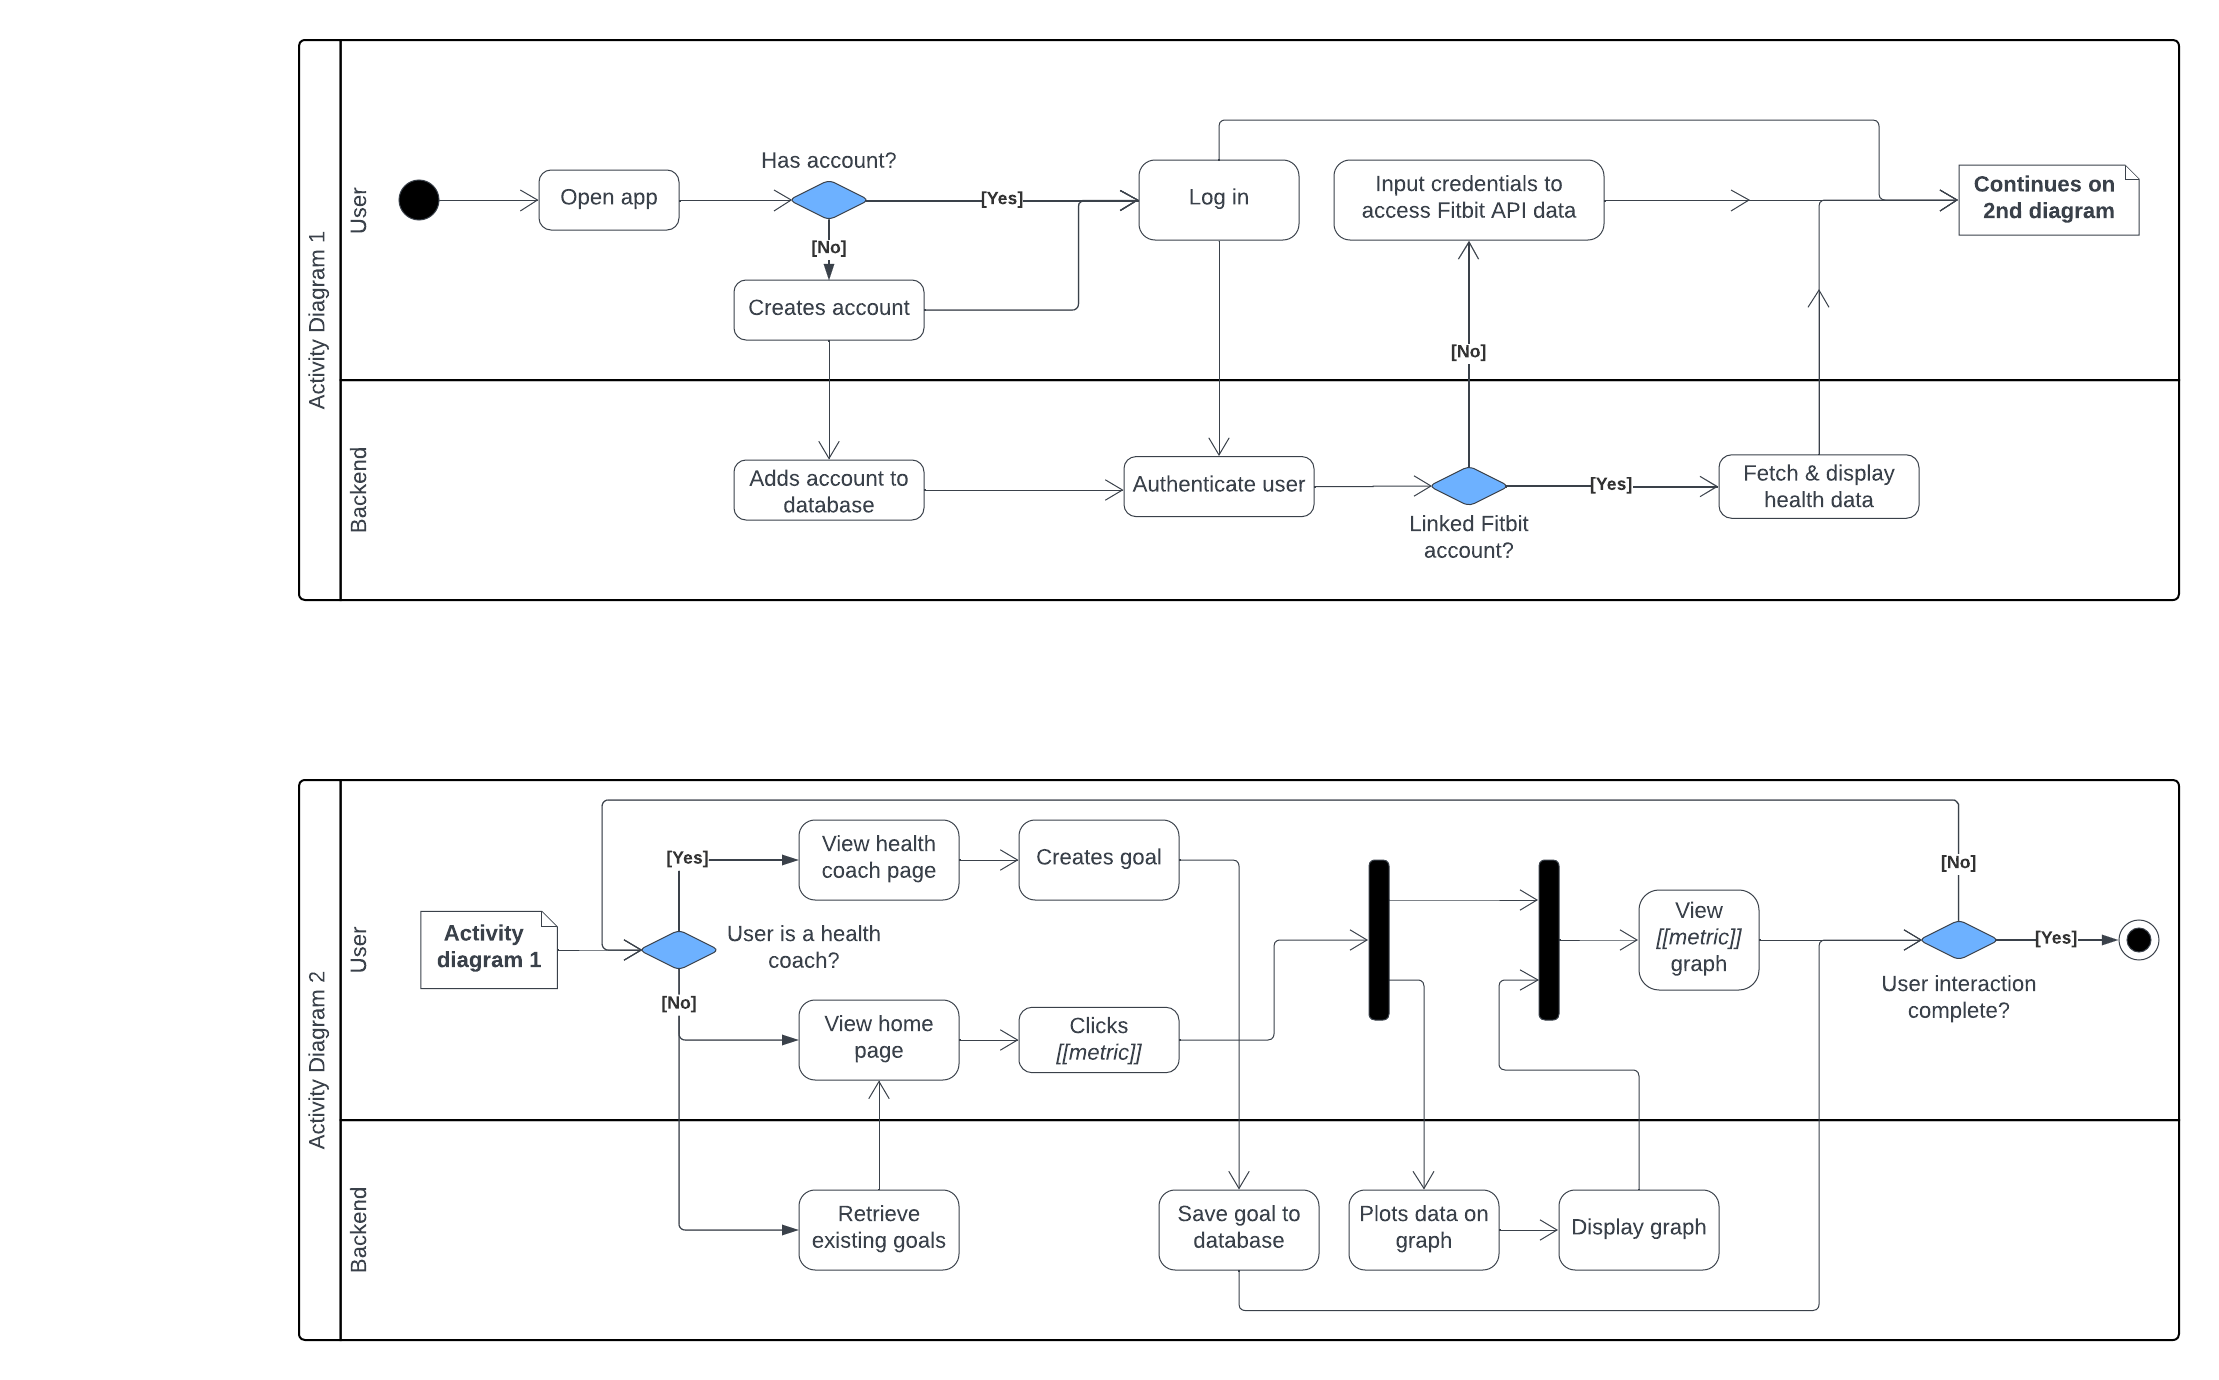 Activity Diagram 1
User
Has account?
Open app
[Yes]
Log in
Input credentials to
access Fitbit API data
Continues on
2nd diagram
[No]
Creates account
[No]
Backend
Adds account to
database
Authenticate user
[Yes]
Fetch & display
health data
Linked Fitbit
account?
Activity Diagram 2
User
[Yes]
View health
coach page
Creates goal
[No]
Activity
diagram 1
User is a health
coach?
View
[[metric]]
graph
[Yes]
User interaction
complete?
[No]
View home
page
Clicks
[[metric]]
Backend
Retrieve
existing goals
Save goal to
database
Plots data on
graph
Display graph